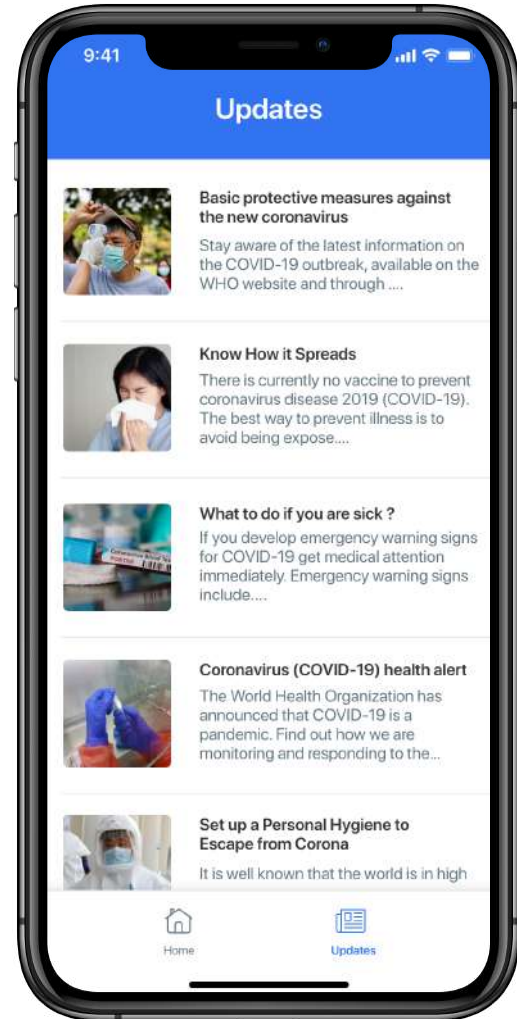 9:41
Updates
Basic protective measures against
the new coronavirus
Stay aware of the latest information on
the COVID-19 outbreak, available on the
WHO website and through ....
Know How it Spreads
There is currently no vaccine to prevent
coronavirus disease 2019 (COVID-19).
The best way to prevent illness is to
avoid being expose....
What to do if you are sick ?
If you develop emergency warning signs
for COVID-19 get medical attention
immediately. Emergency warning signs
include....
Coronavirus (COVID-19) health alert
The World Health Organization has
announced that COVID-19 is a
pandemic. Find out how we are
monitoring and responding to the...
Set up a Personal Hygiene to
Escape from Corona
It is well known that the world is in high
Home
Updates